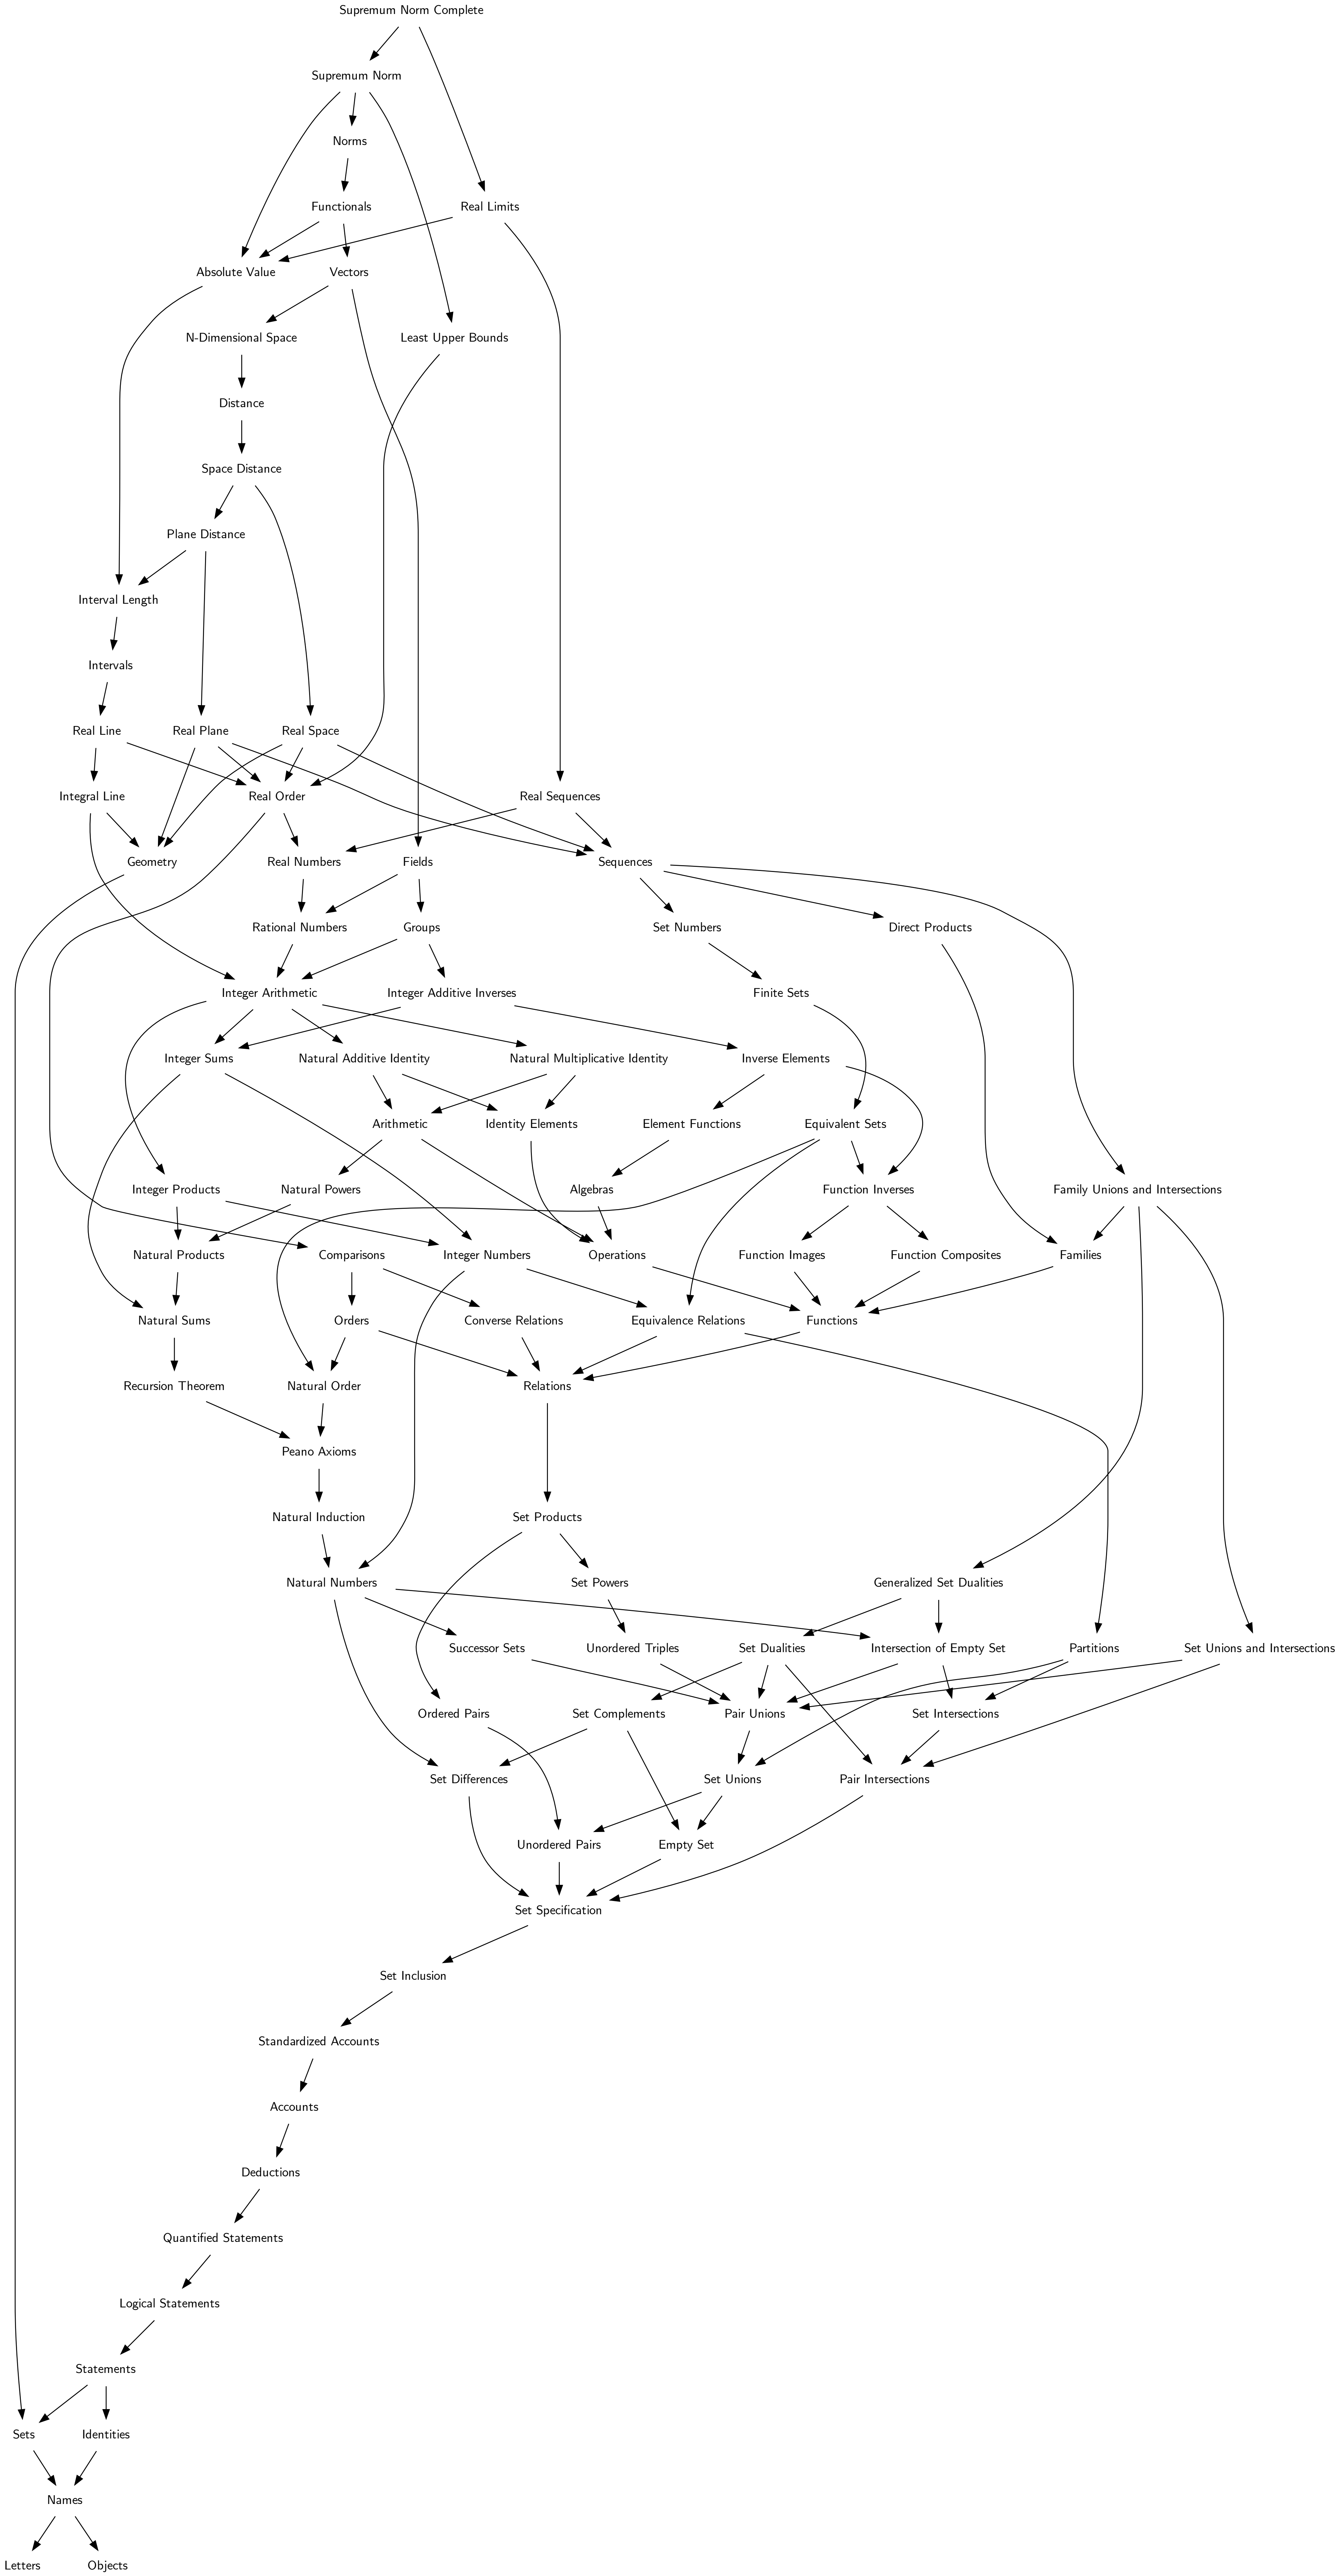 Supremum Norm Complete
Supremum Norm
Norms
Functionals
Real Limits
Absolute Value
Vectors
N-Dimensional Space
Least Upper Bounds
Distance
Space Distance
Plane Distance
Interval Length
Intervals
Real Line
Real Plane
Real Space
Integral Line
Real Order
Real Sequences
Geometry
Real Numbers
Fields
Sequences
Rational Numbers
Groups
Set Numbers
Direct Products
Integer Arithmetic
Integer Additive Inverses
Finite Sets
Integer Sums
Natural Additive Identity
Natural Multiplicative Identity
Inverse Elements
Arithmetic
Identity Elements
Element Functions
Equivalent Sets
Integer Products
Natural Powers
Algebras
Function Inverses
Family Unions and Intersections
Natural Products
Comparisons
Integer Numbers
Operations
Function Images
Function Composites
Families
Natural Sums
Orders
Converse Relations
Equivalence Relations
Functions
Recursion Theorem
Natural Order
Relations
Peano Axioms
Natural Induction
Set Products
Natural Numbers
Set Powers
Generalized Set Dualities
Successor Sets
Unordered Triples
Set Dualities
Intersection of Empty Set
Partitions
Set Unions and Intersections
Ordered Pairs
Set Complements
Pair Unions
Set Intersections
Set Differences
Set Unions
Pair Intersections
Unordered Pairs
Empty Set
Set Specification
Set Inclusion
Standardized Accounts
Accounts
Deductions
Quantified Statements
Logical Statements
Statements
Sets
Identities
Names
Letters
Objects